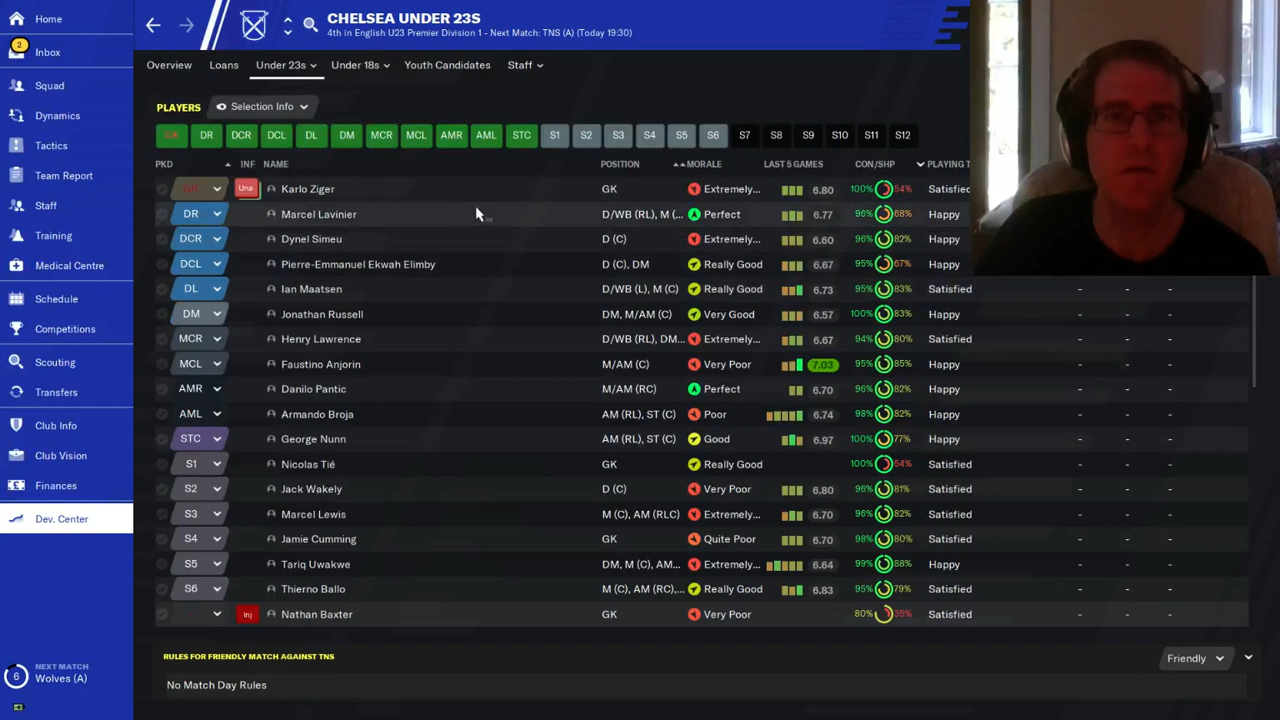 Home
2
Inbox
Squad
Dynamics
Tactics
Team Report
Staff
Training
Medical Centre
Schedule
Competitions
Scouting
Transfers
Club Info
Club Vision
Finances
Dev. Center
6
NEXT MATCH
Wolves (A)
CHELSEA UNDER 23S
4th in English U23 Premier Division 1 - Next Match: TNS (A) (Today 19:30)
Overview Loans Under 23s Under 18s Youth Candidates Staff
PLAYERS Selection Info
GK DR DCR DCL DL DM MCR MCL AMR AML STC S1 S2 S3 S4 S5 S6 S7 S8 S9 S10 S11 S12
PKD INF NAME POSITION MORALE LAST 5 GAMES CON/SHP PLAYING T
GK Una Karlo Ziger GK Extremely... 6.80 100% 54% Satisfied
DR Marcel Lavinier D/WB (RL), M (... Perfect 6.77 96% 68% Happy
DCR Dynel Simeu D (C) Extremely... 6.60 96% 82% Happy
DCL Pierre-Emmanuel Ekwah Elimby D (C), DM Really Good 6.67 95% 67% Happy
DL Ian Maatsen D/WB (L), M (C) Really Good 6.73 95% 83% Satisfied - - -
DM Jonathan Russell DM, M/AM (C) Very Good 6.57 100% 83% Happy - - -
MCR Henry Lawrence D/WB (RL), DM... Extremely... 6.67 94% 80% Satisfied - - -
MCL Faustino Anjorin M/AM (C) Very Poor 7.03 95% 85% Happy - - -
AMR Danilo Pantic M/AM (RC) Perfect 6.70 96% 82% Happy - - -
AML Armando Broja AM (RL), ST (C) Poor 6.74 98% 82% Happy - - -
STC George Nunn AM (RL), ST (C) Good 6.97 100% 77% Happy - - -
S1 Nicolas Tié GK Really Good 100% 54% Satisfied - - -
S2 Jack Wakely D (C) Very Poor 6.80 96% 81% Satisfied - - -
S3 Marcel Lewis M (C), AM (RLC) Extremely... 6.70 96% 82% Satisfied - - -
S4 Jamie Cumming GK Quite Poor 6.70 98% 80% Satisfied - - -
S5 Tariq Uwakwe DM, M (C), AM... Extremely... 6.64 99% 88% Happy - - -
S6 Thierno Ballo M (C), AM (RC),... Really Good 6.83 95% 79% Satisfied - - -
Inj Nathan Baxter GK Very Poor 80% 35% Satisfied - - -
RULES FOR FRIENDLY MATCH AGAINST TNS
Friendly
No Match Day Rules